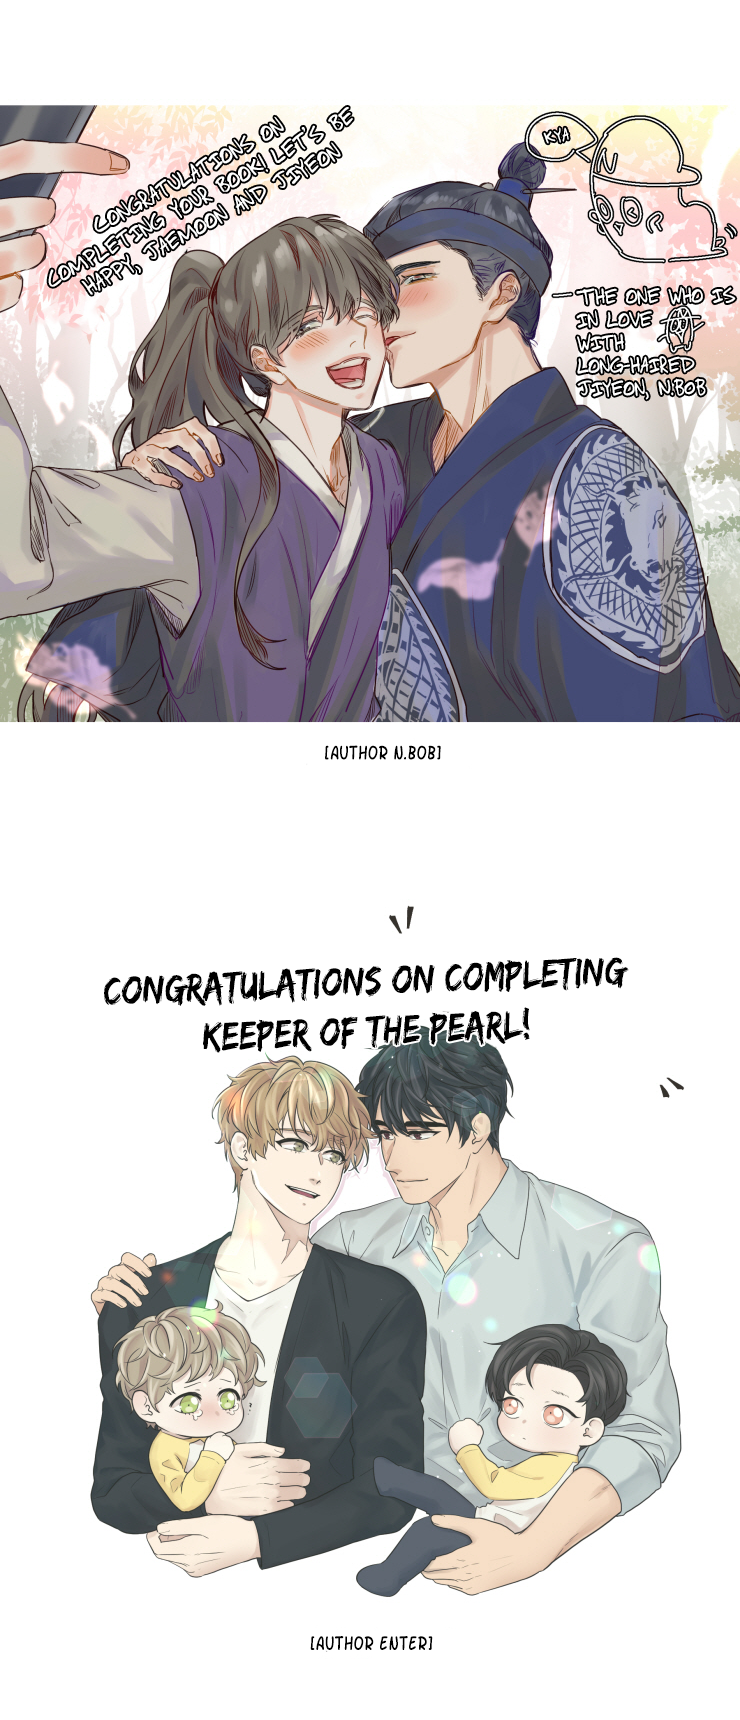 CONGRATULATIONS ON
COMPLETING YOUR BOOK! LET'S BE
HAPPY, JAEMOON AND JIYEON
KYA
N
— THE ONE WHO IS
IN LOVE
WITH
LONG-HAIRED
JIYEON, N.BOB
[AUTHOR N.BOB]
CONGRATULATIONS ON COMPLETING
KEEPER OF THE PEARL!
[AUTHOR ENTER]